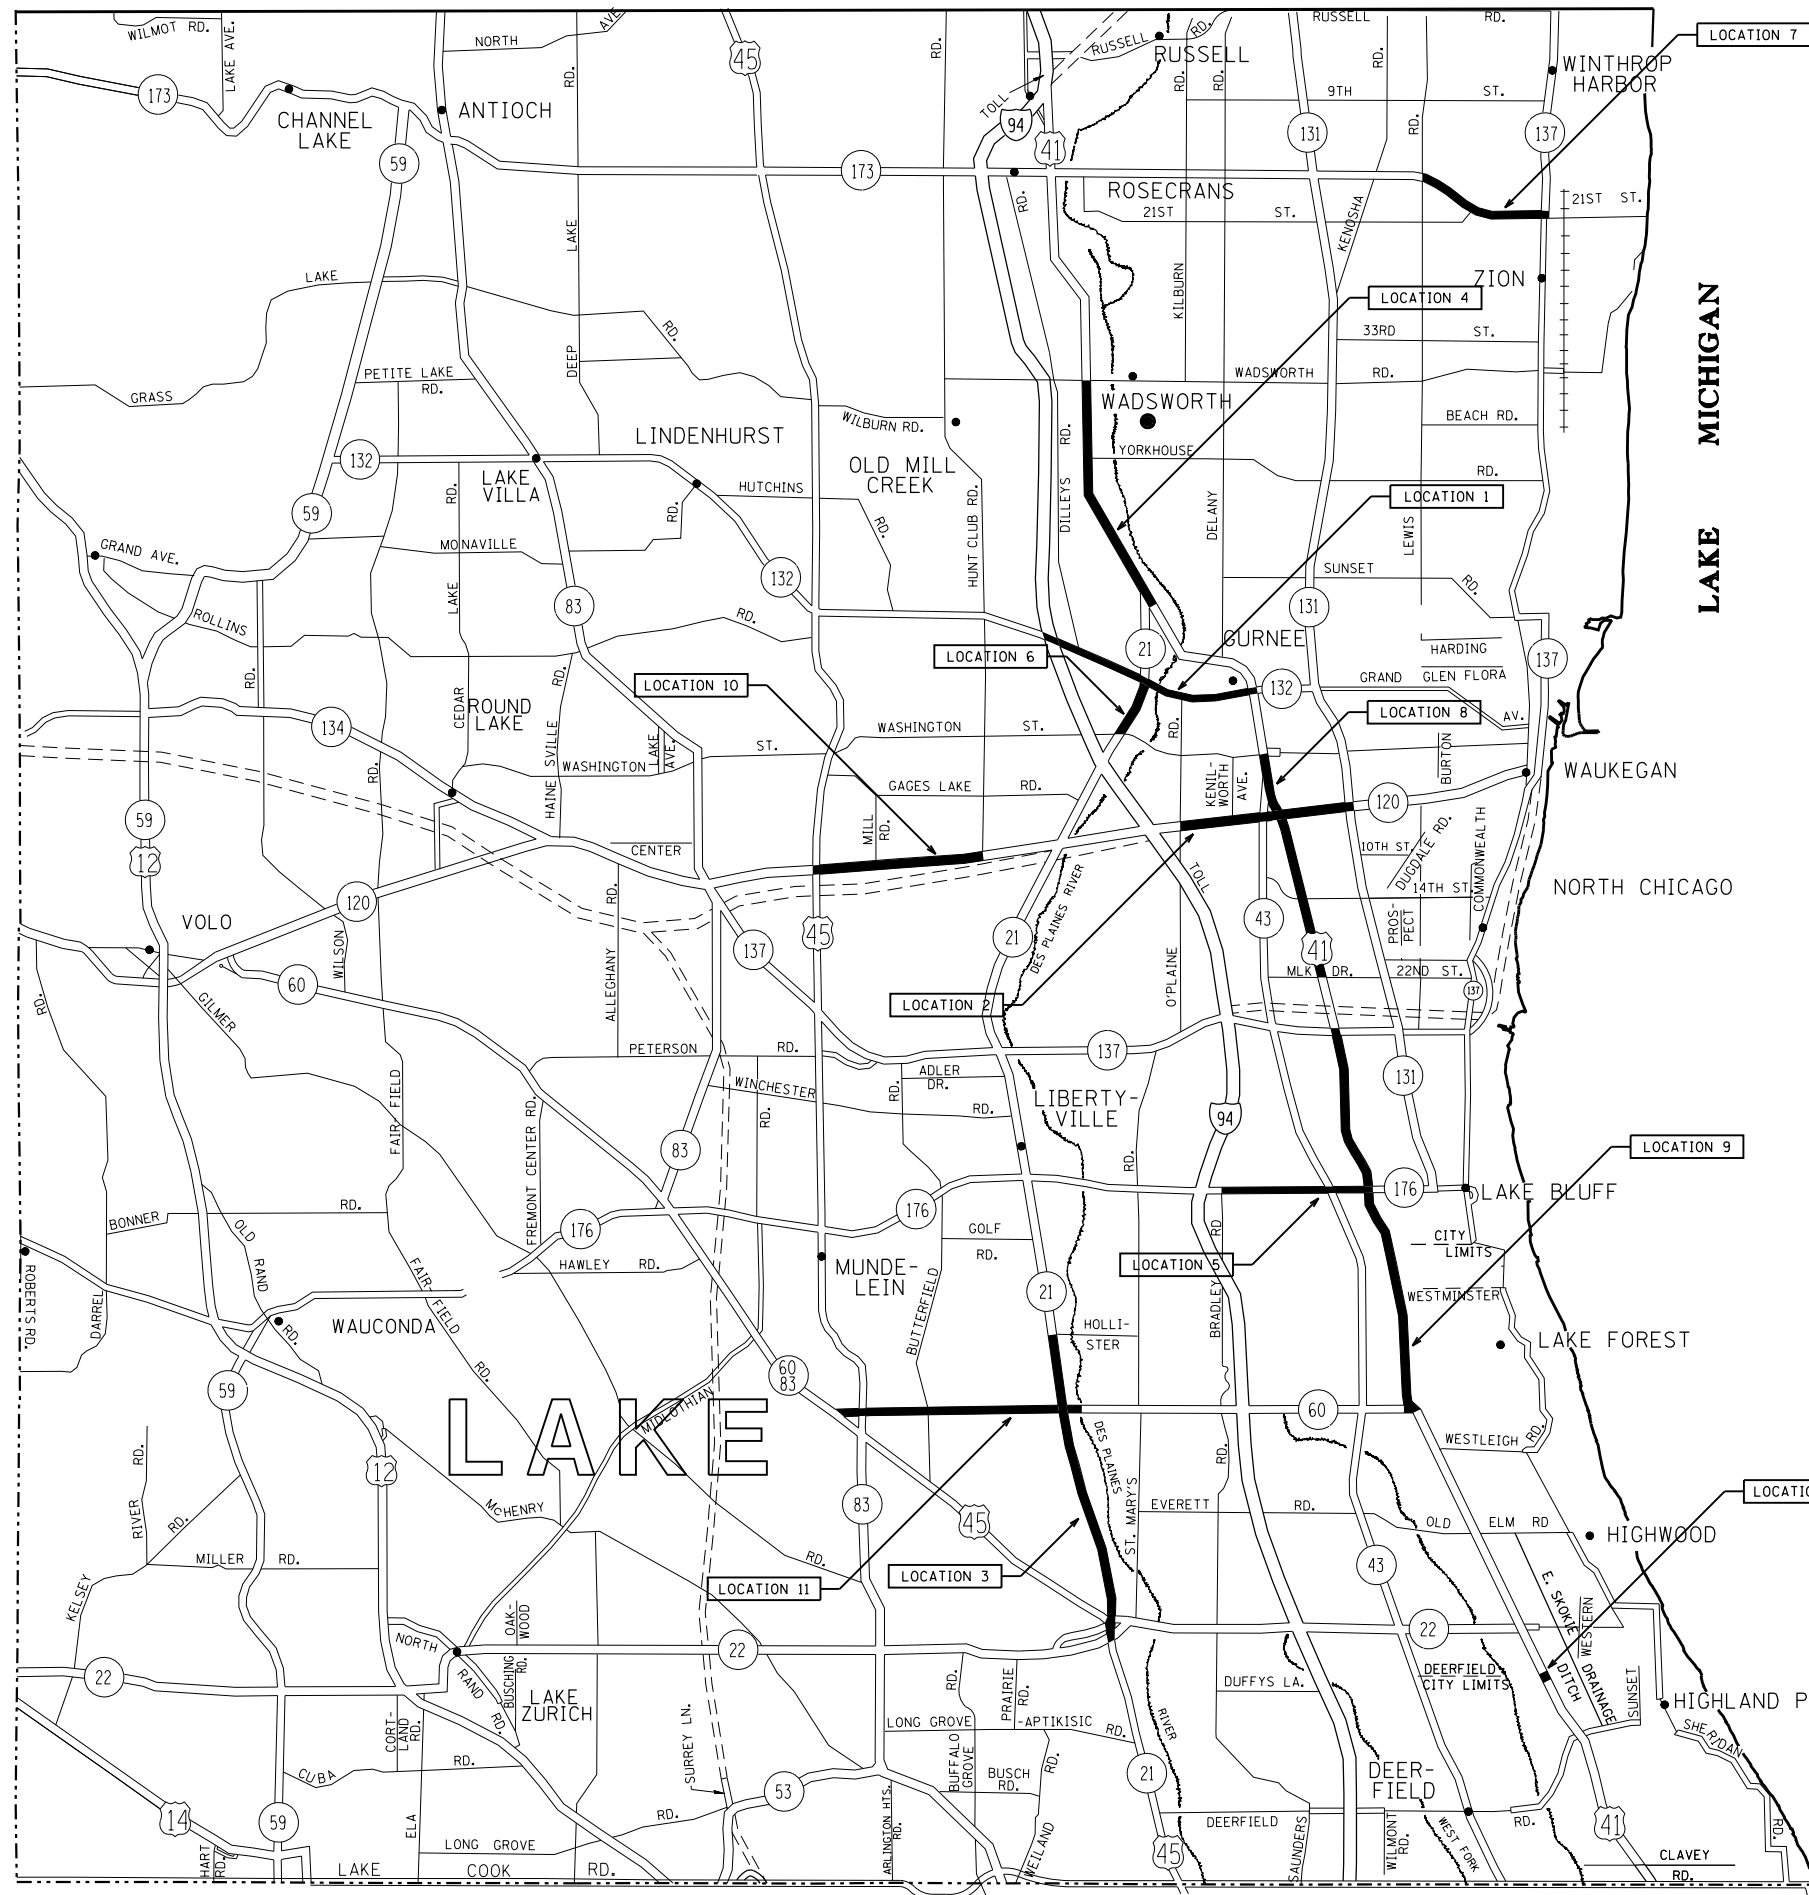 WILMOT RD.
LAKE AVE.
NORTH AVE.
45
RD.
RD.
RUSSELL RD.
RUSSELL
TOLL
RUSSELL RD.
RD.
RD.
RD.
LOCATION 7
WINTHROP
HARBOR
173
CHANNEL
LAKE
ANTIOCH
59
94
41
9TH ST.
131
RD.
137
173
ROSECRANS
RD.
21ST ST.
KENOSHA
21ST ST.
LAKE
LAKE
RD.
KILBURN
ZION
LOCATION 4
33RD ST.
DEEP
PETITE LAKE
RD.
GRASS
WADSWORTH RD.
WADSWORTH
WILBURN RD.
BEACH RD.
LAKE MICHIGAN
LINDENHURST
132
LAKE
VILLA
OLD MILL
CREEK
RD.
YORKHOUSE RD.
59
RD.
RD.
HUTCHINS
RD.
HUNT CLUB RD.
DILLEYS
DELANY
LEWIS
LOCATION 1
GRAND AVE.
MONAVILLE
132
83
SUNSET RD.
131
ROLLINS
LAKE
RD.
GURNEE
21
HARDING
137
LOCATION 6
GRAND
GLEN FLORA
AV.
132
LOCATION 10
RD.
ROUND
LAKE
CEDAR
RD.
134
HAINESVILLE
LAKE
AVE.
WASHINGTON
ST.
WASHINGTON ST.
RD.
LOCATION 8
BURTON
WAUKEGAN
RD.
GAGES LAKE RD.
KENIL-
WORTH
AVE.
120
59
12
CENTER
MILL
RD.
TOLL
10TH ST.
DUGDALE RD.
COMMONWEALTH
14TH ST.
NORTH CHICAGO
120
VOLO
RD.
137
45
21
DES PLAINES RIVER
43
41
PROS-
PECT
60
WILSON
GILMER
RD.
ALLEGHANY
LOCATION 2
O'PLAINE
MLK DR.
22ND ST.
137
PETERSON RD.
137
131
ADLER
DR.
RD.
WINCHESTER
RD.
RD.
LIBERTY-
VILLE
94
FAIRFIELD
FREMONT CENTER RD.
83
RD.
LOCATION 9
BONNER RD.
OLD
RAND
RD.
176
176
176
LAKE BLUFF
GOLF
RD.
RD
CITY
LIMITS
ROBERTS RD.
DARREL
HAWLEY RD.
MUNDE-
LEIN
LOCATION 5
BRADLEY
WESTMINSTER
FAIRFIELD
RD.
WAUCONDA
BUTTERFIELD
21
HOLLI-
STER
LAKE FOREST
59
60
83
LAKE
MIDLOTHIAN
60
WESTLEIGH RD.
RIVER RD.
RD.
12
McHENRY
RD.
83
45
DES PLAINES
ST. MARY'S
RD.
EVERETT RD.
OLD ELM RD
HIGHWOOD
LOCATIO
MILLER RD.
KELSEY
LOCATION 11
LOCATION 3
43
E. SKOKIE DRAINAGE
DITCH
WESTERN
22
NORTH
RAND
RD.
OAK-
WOOD
BUSCHING
RD.
LAKE
ZURICH
22
RD.
PRAIRIE
RD.
22
DUFFYS LA.
DEERFIELD
CITY LIMITS
SUNSET
HIGHLAND P
CORT-
LAND
RD.
SURREY LN.
LONG GROVE
-APTIKISIC RD.
RIVER
SHERIDAN
RD.
CUBA RD.
14
59
HART
RD.
ELA
LONG GROVE RD.
53
ARLINGTON HTS.
RD.
BUFFALO
GROVE
BUSCH
RD.
RD.
WEILAND
21
45
DEERFIELD RD.
DEER-
FIELD
SAUNDERS
WILMONT
RD.
WEST FORK
41
CLAVEY
RD.
LAKE COOK RD.